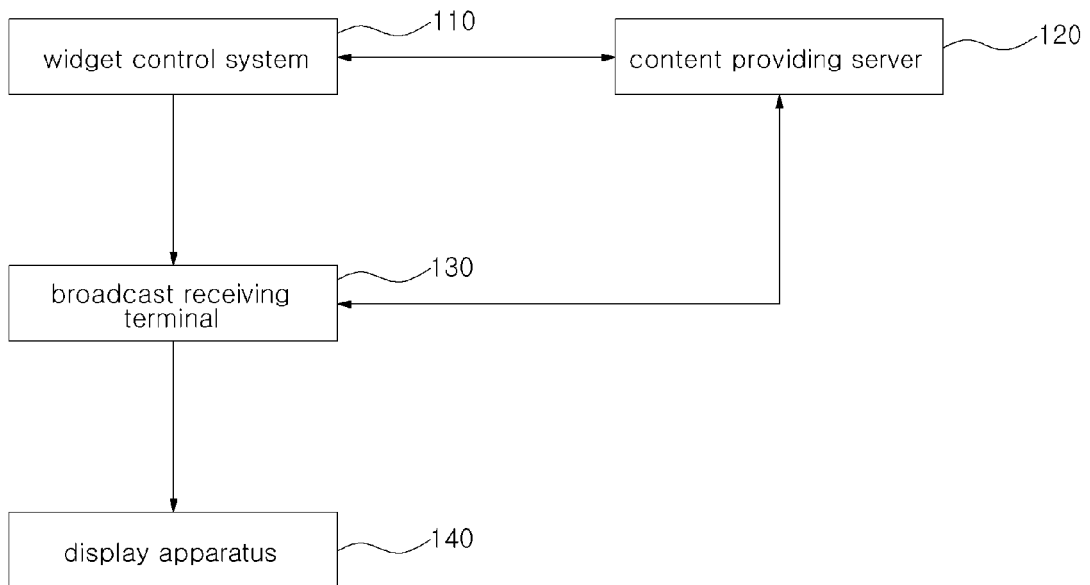 110
widget control system
120
content providing server
130
broadcast receiving
terminal
display apparatus
140